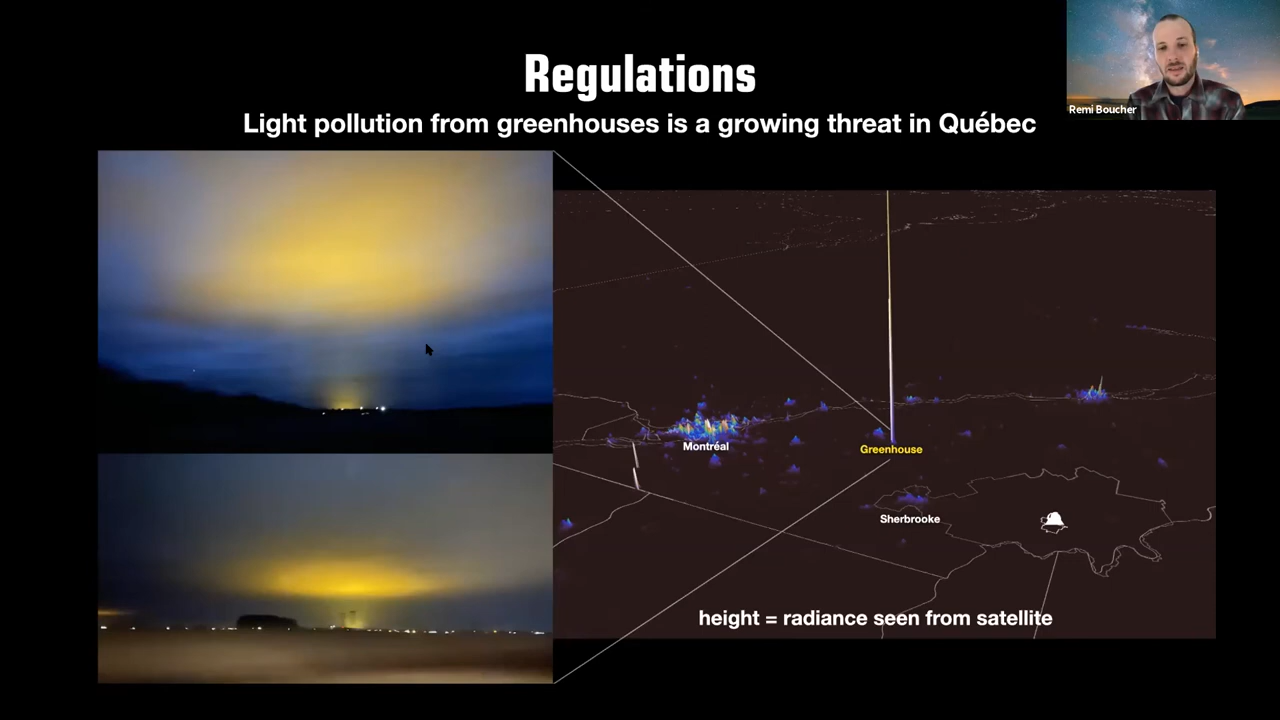 Regulations
Light pollution from greenhouses is a growing threat in Québec
Remi Boucher
Montréal
Greenhouse
Sherbrooke
height = radiance seen from satellite